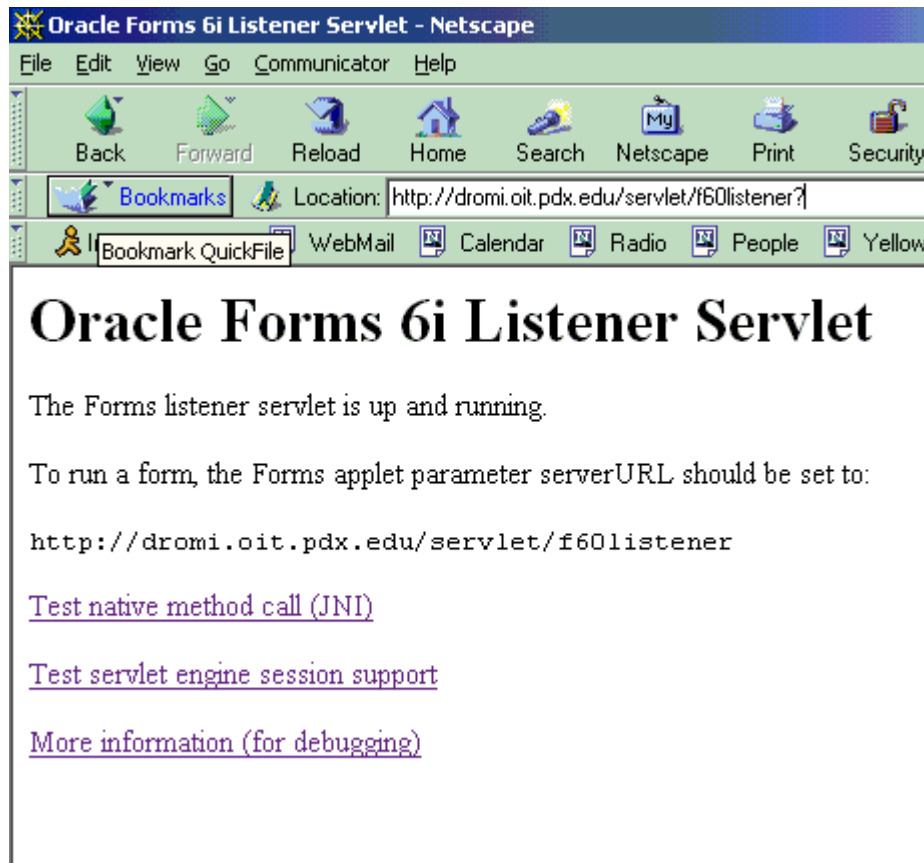 Oracle Forms 6i Listener Servlet - Netscape
File Edit View Go Communicator Help
Back Forward Reload Home Search Netscape Print Security
My
Bookmarks Location: http://dromi.oit.pdx.edu/servlet/f60listener?
Bookmark QuickFile WebMail Calendar Radio People Yellow
Oracle Forms 6i Listener Servlet
The Forms listener servlet is up and running.
To run a form, the Forms applet parameter serverURL should be set to:
http://dromi.oit.pdx.edu/servlet/f60listener
Test native method call (JNI)
Test servlet engine session support
More information (for debugging)